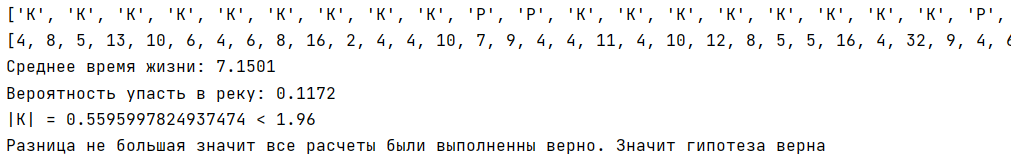 ['К', 'К', 'К', 'К', 'К', 'К', 'К', 'К', 'К', 'Р', 'Р', 'К', 'К', 'К', 'К', 'К', 'К', 'К', 'К', 'Р',
[4, 8, 5, 13, 10, 6, 4, 6, 8, 16, 2, 4, 4, 10, 7, 9, 4, 4, 11, 4, 10, 12, 8, 5, 5, 16, 4, 32, 9, 4, 6
Среднее время жизни: 7.1501
Вероятность упасть в реку: 0.1172
|K| = 0.5595997824937474 < 1.96
Разница не большая значит все расчеты были выполненны верно. Значит гипотеза верна